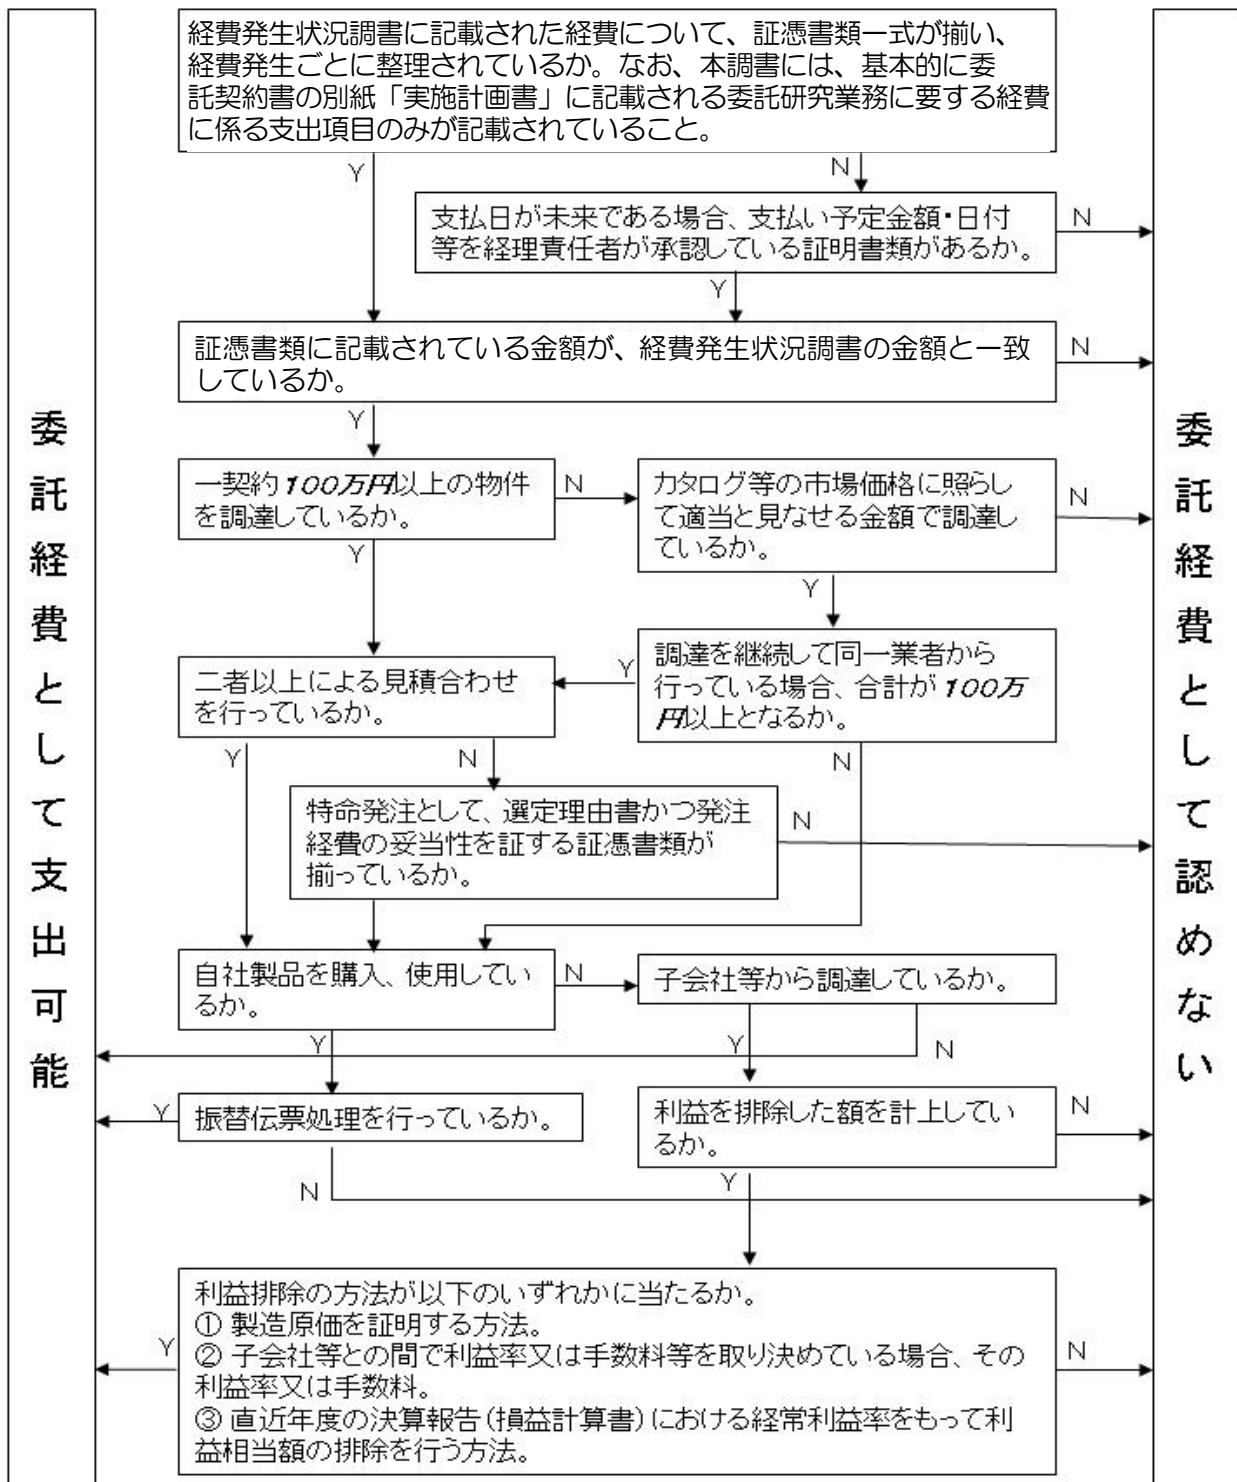 経費発生状況調書に記載された経費について、証憑書類一式が揃い、
経費発生ごとに整理されているか。なお、本調書には、基本的に委
託契約書の別紙「実施計画書」に記載される委託研究業務に要する経費
に係る支出項目のみが記載されていること。
Y
N
支払日が未来である場合、支払い予定金額・日付
等を経理責任者が承認している証明書類があるか。
N
Y
証憑書類に記載されている金額が、経費発生状況調書の金額と一致
しているか。
N
Y
一契約100万円以上の物件
を調達しているか。
N
カタログ等の市場価格に照らし
て適当と見なせる金額で調達し
ているか。
N
Y
Y
二者以上による見積合わせ
を行っているか。
Y
調達を継続して同一業者から
行っている場合、合計が100万
円以上となるか。
Y
N
N
特命発注として、選定理由書かつ発注
経費の妥当性を証する証憑書類が
揃っているか。
N
自社製品を購入、使用してい
るか。
N
子会社等から調達しているか。
Y
Y
N
振替伝票処理を行っているか。
Y
N
利益を排除した額を計上してい
るか。
N
Y
利益排除の方法が以下のいずれかに当たるか。
① 製造原価を証明する方法。
② 子会社等との間で利益率又は手数料等を取り決めている場合、その
利益率又は手数料。
③ 直近年度の決算報告(損益計算書)における経常利益率をもって利
益相当額の排除を行う方法。
Y
N
委託経費として支出可能
委託経費として認めない